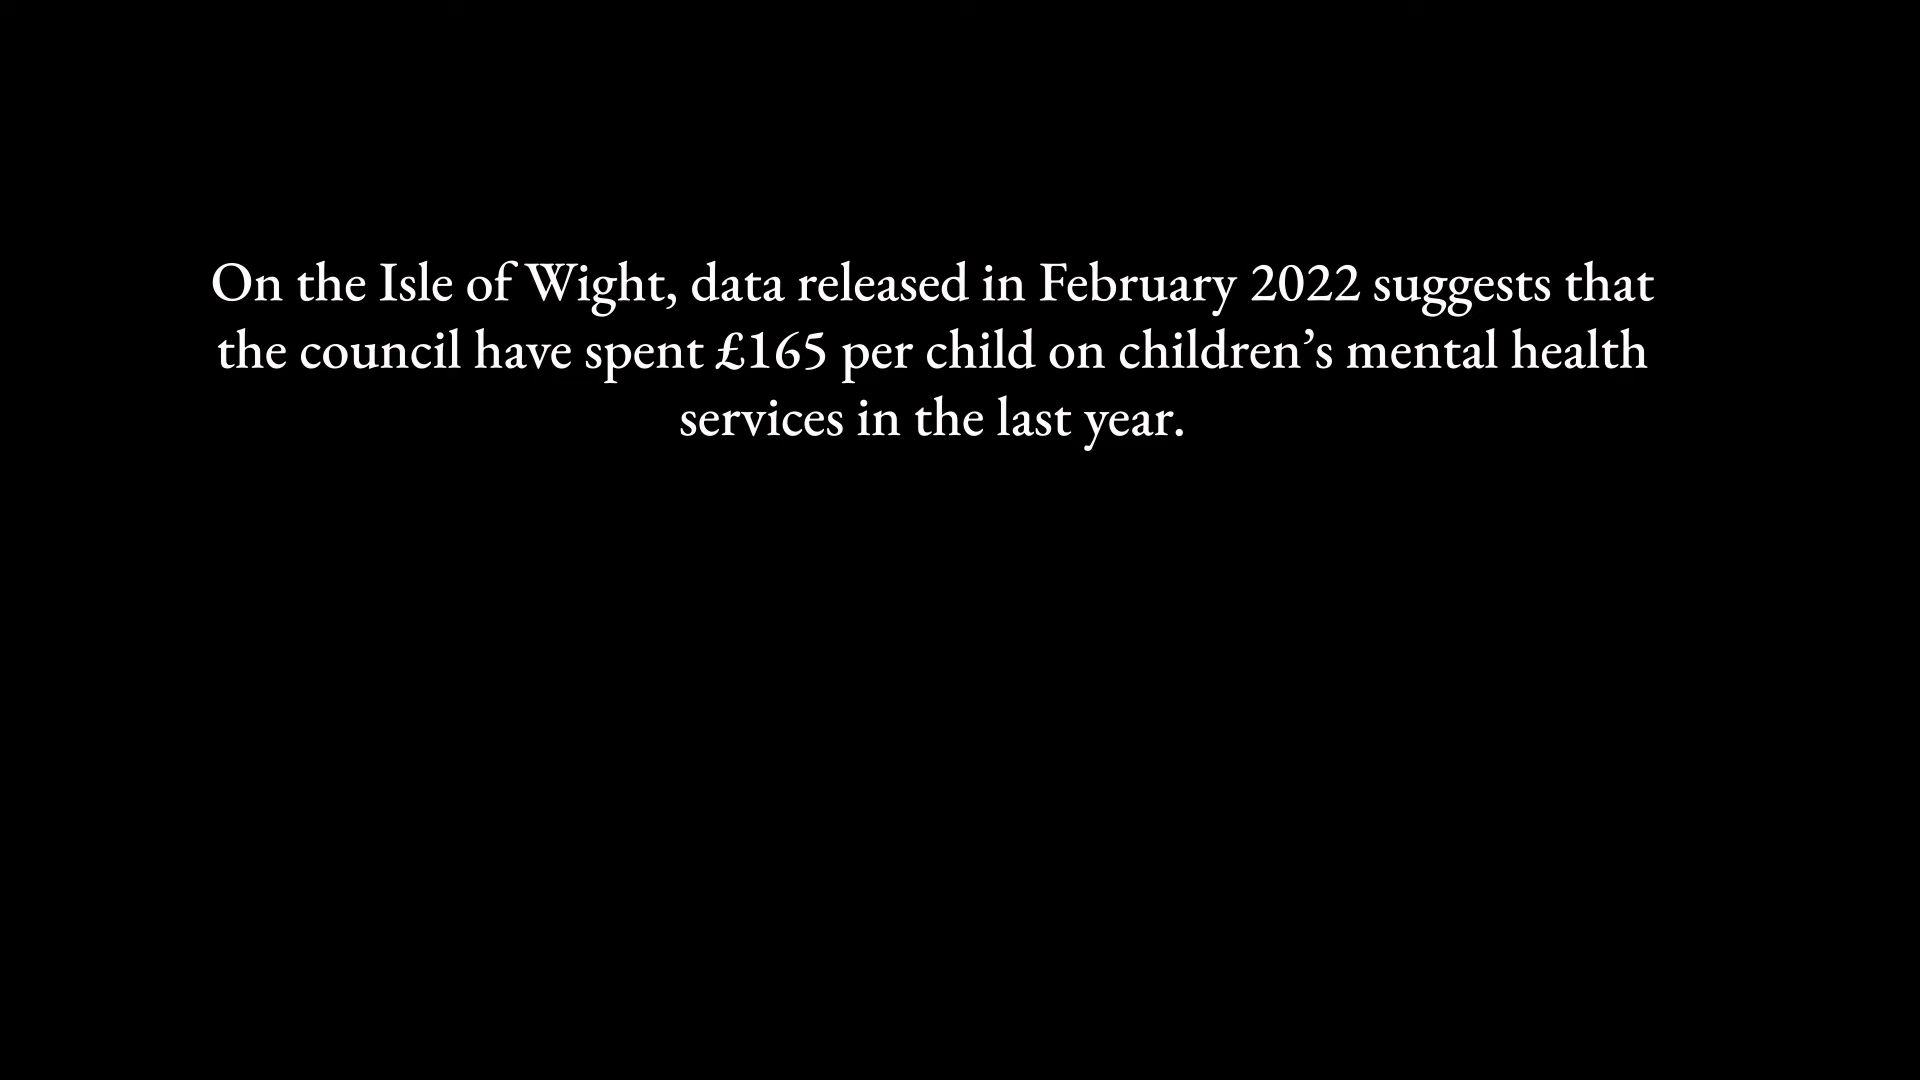 On the Isle of Wight, data released in February 2022 suggests that
the council have spent £165 per child on children’s mental health
services in the last year.